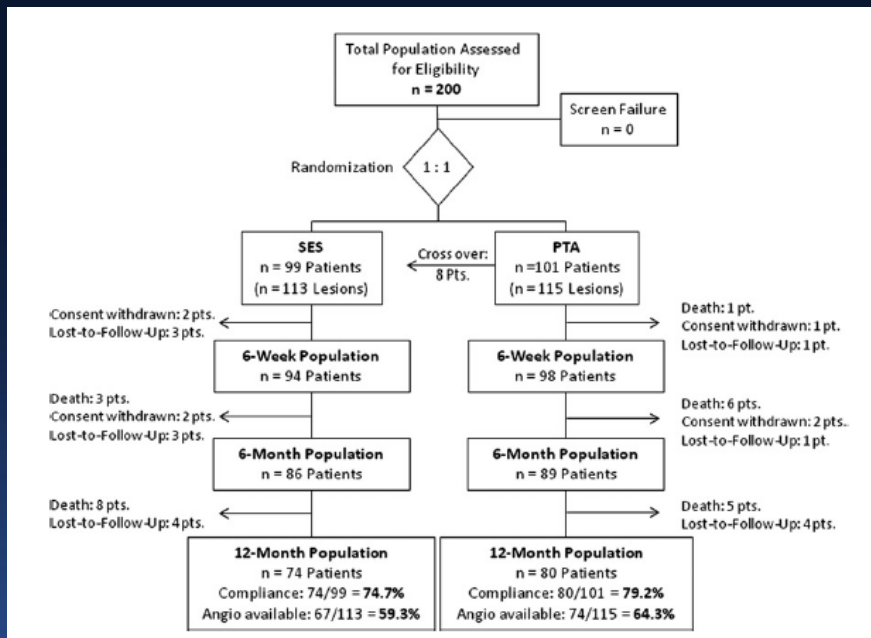 Total Population Assessed
for Eligibility
n = 200
Screen Failure
n = 0
Randomization
1 : 1
SES
n = 99 Patients
(n = 113 Lesions)
Cross over:
8 Pts.
PTA
n =101 Patients
(n = 115 Lesions)
Consent withdrawn: 2 pts.
Lost-to-Follow-Up: 3 pts.
Death: 1 pt.
Consent withdrawn: 1 pt.
Lost-to-Follow-Up: 1 pt.
6-Week Population
n = 94 Patients
6-Week Population
n = 98 Patients
Death: 3 pts.
Consent withdrawn: 2 pts.
Lost-to-Follow-Up: 3 pts.
Death: 6 pts.
Consent withdrawn: 2 pts..
Lost-to-Follow-Up: 1 pt.
6-Month Population
n = 86 Patients
6-Month Population
n = 89 Patients
Death: 8 pts.
Lost-to-Follow-Up: 4 pts.
Death: 5 pts.
Lost-to-Follow-Up: 4 pts.
12-Month Population
n = 74 Patients
Compliance: 74/99 = 74.7%
Angio available: 67/113 = 59.3%
12-Month Population
n = 80 Patients
Compliance: 80/101 = 79.2%
Angio available: 74/115 = 64.3%